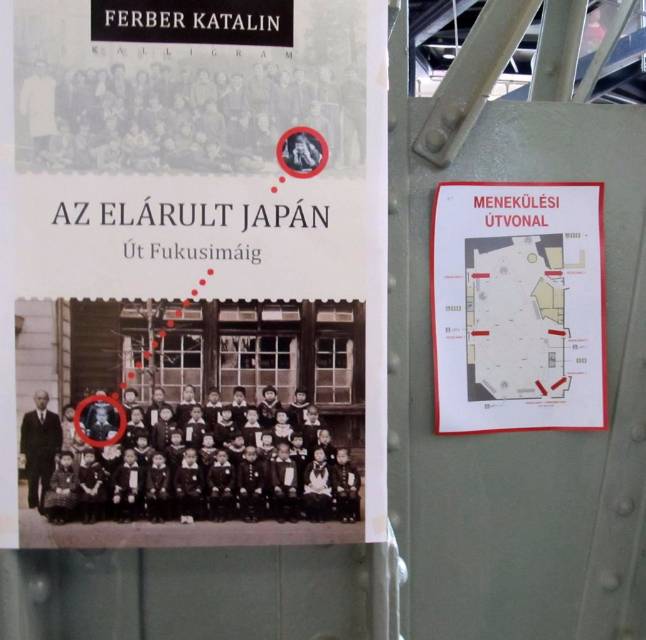 FERBER KATALIN
KALLIGRAM
AZ ELÁRULT JAPÁN
Út Fukusimáig
MENEKÜLÉSI
ÚTVONAL